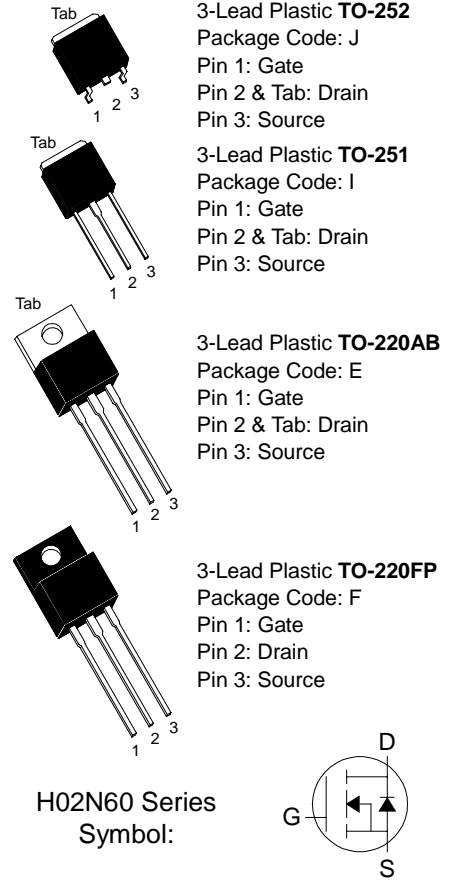 Tab
1 2 3
3-Lead Plastic TO-252
Package Code: J
Pin 1: Gate
Pin 2 & Tab: Drain
Pin 3: Source
Tab
1 2 3
3-Lead Plastic TO-251
Package Code: I
Pin 1: Gate
Pin 2 & Tab: Drain
Pin 3: Source
Tab
1 2 3
3-Lead Plastic TO-220AB
Package Code: E
Pin 1: Gate
Pin 2 & Tab: Drain
Pin 3: Source
1 2 3
3-Lead Plastic TO-220FP
Package Code: F
Pin 1: Gate
Pin 2: Drain
Pin 3: Source
H02N60 Series
Symbol:
D
G
S